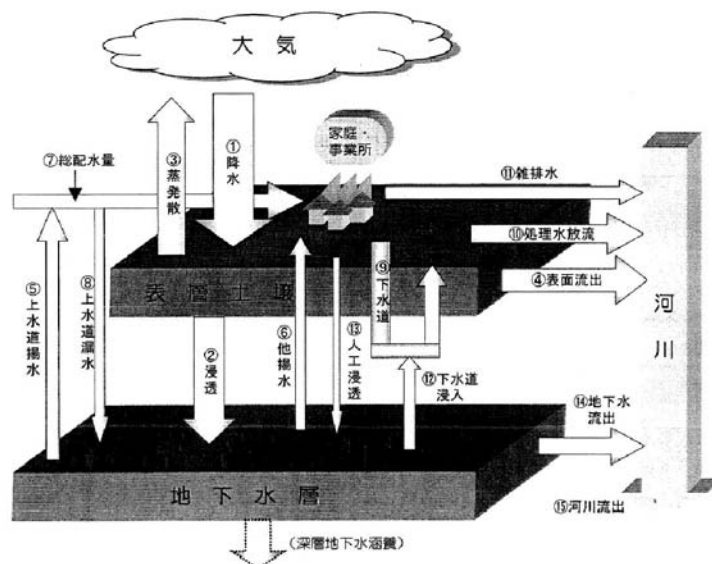 大 気
家庭・
事業所
⑦総配水量
③蒸発散
①降水
⑪雑排水
⑩処理水放流
④表面流出
表 層 土 壌
⑤上水道揚水
⑧上水道漏水
②浸透
⑥他揚水
⑬人工浸透
⑨下水道
⑫下水道
浸入
河 川
⑭地下水
流出
地 下 水 層
⑮河川流出
(深層地下水涵養)